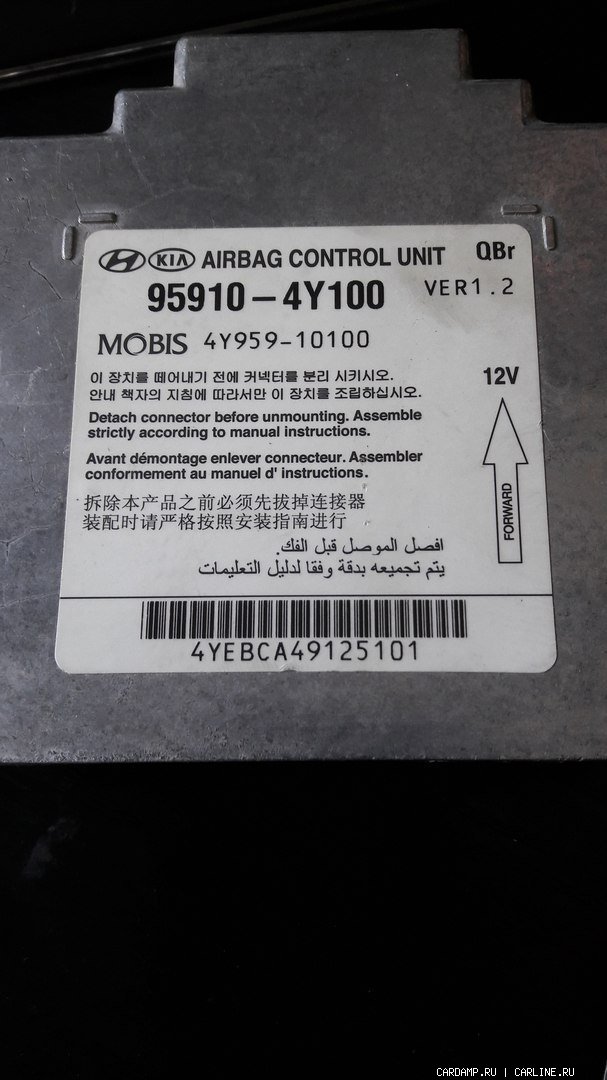 KIA AIRBAG CONTROL UNIT QBr
95910-4Y100 VER1.2
MOBIS 4Y959-10100
이 장치를 떼어내기 전에 커넥터를 분리 시키시오.
안내 책자의 지침에 따라서만 이 장치를 조립하십시오.
12V
Detach connector before unmounting. Assemble
strictly according to manual instructions.
Avant démontage enlever connecteur. Assembler
conformement au manuel d' instructions.
FORWARD
拆除本产品之前必须先拔掉连接器
装配时请严格按照安装指南进行
افصل الموصل قبل الفك.
يتم تجميعه بدقة وفقا لدليل التعليمات
4YEBCA49125101
CARDAMP.RU | CARLINE.RU